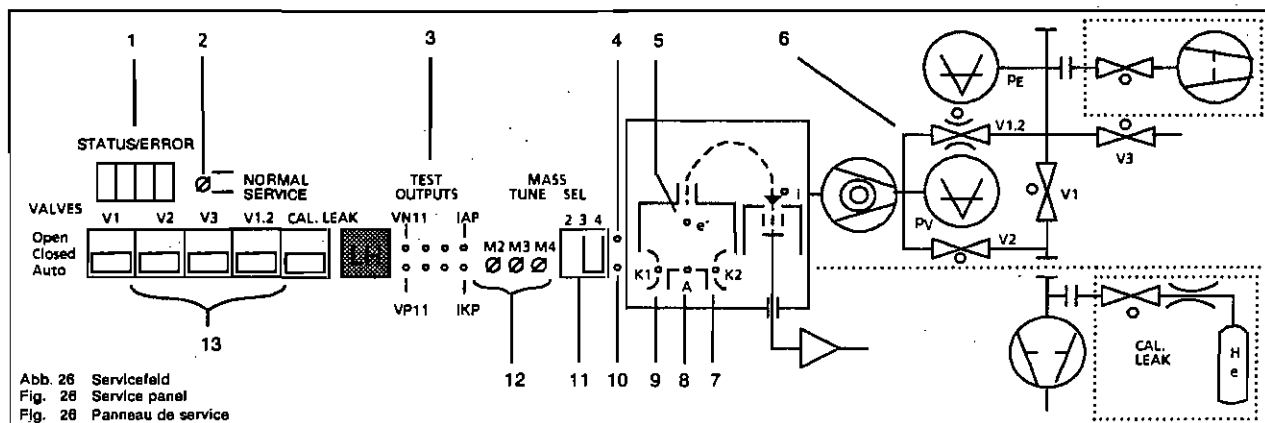 1 2 3 4 5 6
STATUS/ERROR
NORMAL
SERVICE
VALVES V1 V2 V3 V1.2 CAL. LEAK
Open
Closed
Auto
LH
TEST
OUTPUTS
VN11 IAP
VP11 IKP
MASS
TUNE SEL
M2 M3 M4
2 3 4
e-
i
K1 A K2
PE
V1.2
V3
V1
PV
V2
CAL.
LEAK
H
e
13 12 11 10 9 8 7
Abb. 26 Servicefeld
Fig. 26 Service panel
Fig. 26 Panneau de service